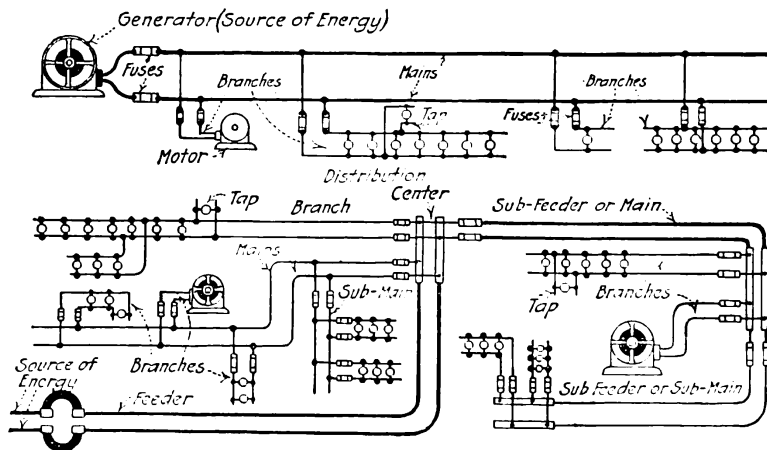 Generator (Source of Energy)
Fuses
Branches
Mains
Branches
Tap
Fuses
Motor
Distribution
Center
Tap
Branch
Sub-Feeder or Main
Mains
Sub-Main
Tap
Branches
Branches
Source of
Energy
Feeder
Sub Feeder or Sub-Main